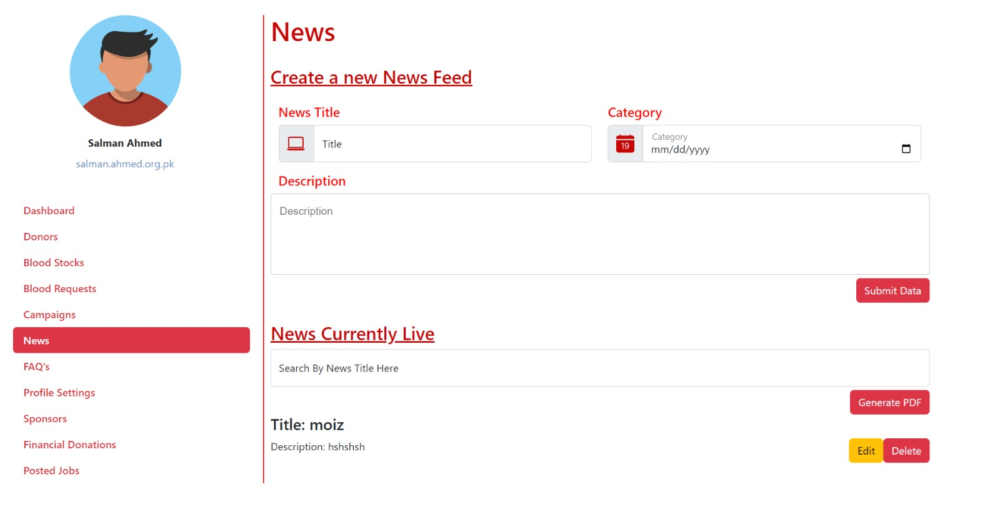 Salman Ahmed
salman.ahmed.org.pk
Dashboard
Donors
Blood Stocks
Blood Requests
Campaigns
News
FAQ's
Profile Settings
Sponsors
Financial Donations
Posted Jobs
News
Create a new News Feed
News Title
Title
Category
19
Category
mm/dd/yyyy
Description
Description
Submit Data
News Currently Live
Search By News Title Here
Generate PDF
Title: moiz
Description: hshshsh
Edit Delete